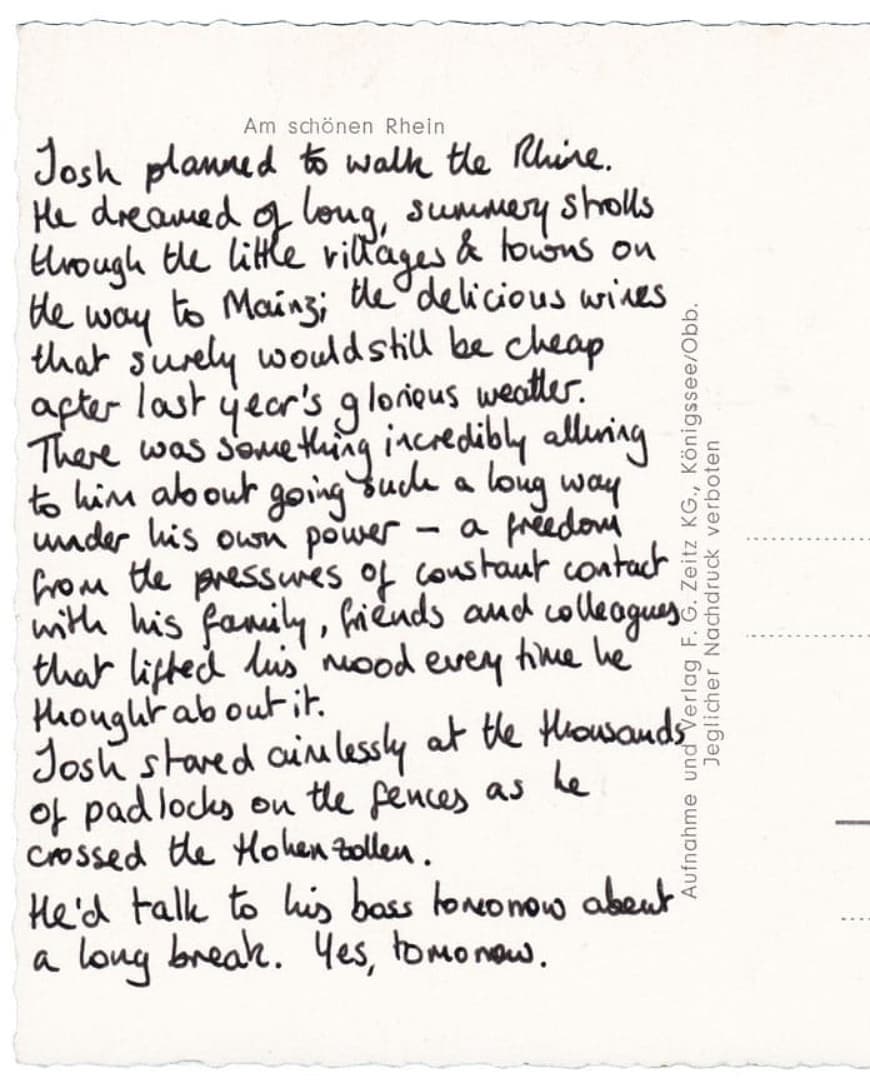 Am schönen Rhein
Josh planned to walk the Rhine.
He dreamed of long, summery strolls
through the little villages & towns on
the way to Mainz; the delicious wines
that surely would still be cheap
after last year's glorious weather.
There was something incredibly alluring
to him about going such a long way
under his own power – a freedom
from the pressures of constant contact
with his family, friends and colleagues
that lifted his mood every time he
thought about it.
Josh stared aimlessly at the thousands
of padlocks on the fences as he
crossed the Hohenzollen.
He'd talk to his boss tomorrow about
a long break. Yes, tomorrow.
Aufnahme und Verlag F. G. Zeitz KG., Königssee/Obb.
Jeglicher Nachdruck verboten